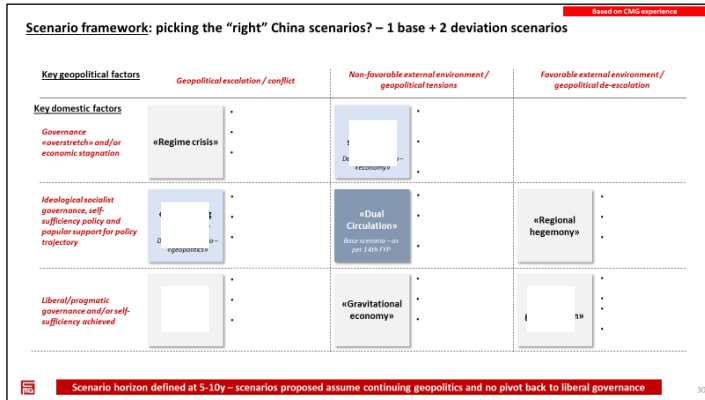 Based on CMG experience
Scenario framework: picking the “right” China scenarios? – 1 base + 2 deviation scenarios
Key geopolitical factors
Geopolitical escalation / conflict
Non-favorable external environment /
geopolitical tensions
Favorable external environment /
geopolitical de-escalation
Key domestic factors
Governance
«overstretch» and/or
economic stagnation
«Regime crisis»
«economy»
Ideological socialist
governance, self-
sufficiency policy and
popular support for policy
trajectory
«geopolitics»
«Dual
Circulation»
Base scenario – as
per 14th FYP
«Regional
hegemony»
Liberal/pragmatic
governance and/or self-
sufficiency achieved
«Gravitational
economy»
CMG
Scenario horizon defined at 5-10y – scenarios proposed assume continuing geopolitics and no pivot back to liberal governance
30